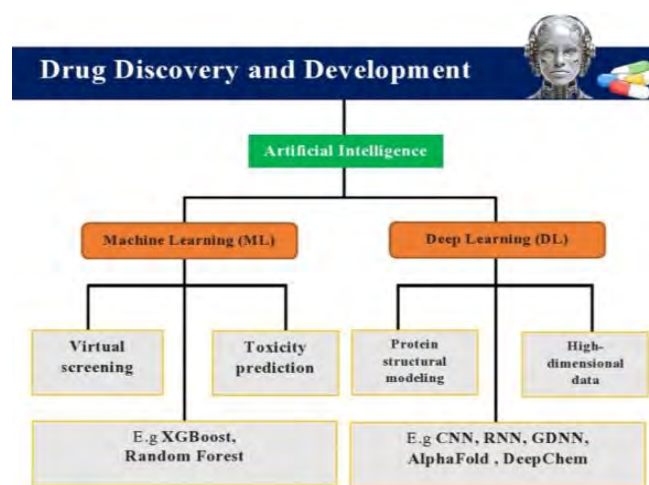 Drug Discovery and Development
Artificial Intelligence
Machine Learning (ML)
Deep Learning (DL)
Virtual
screening
Toxicity
prediction
Protein
structural
modeling
High-
dimensional
data
E.g XGBoost,
Random Forest
E.g CNN, RNN, GDNN,
AlphaFold , DeepChem